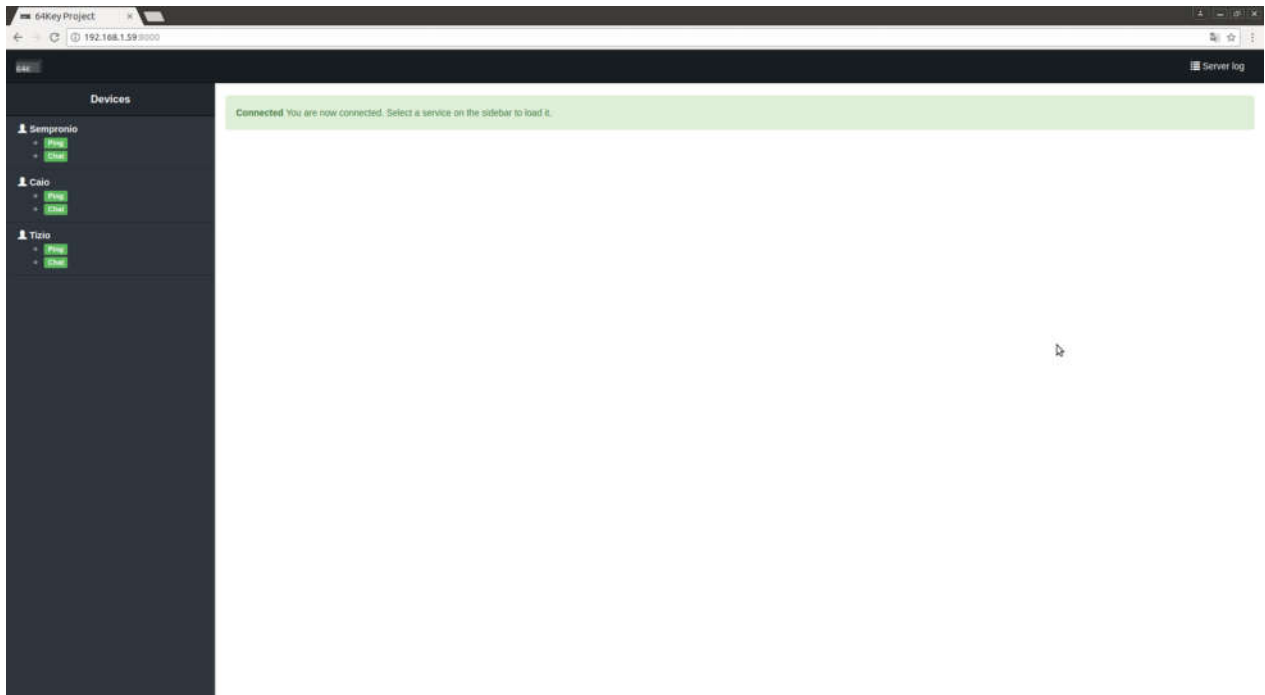 64Key Project
192.168.1.59:8000
Server log
Devices
Connected You are now connected. Select a service on the sidebar to load it.
Sempronio
Ping
Chat
Caio
Ping
Chat
Tizio
Ping
Chat